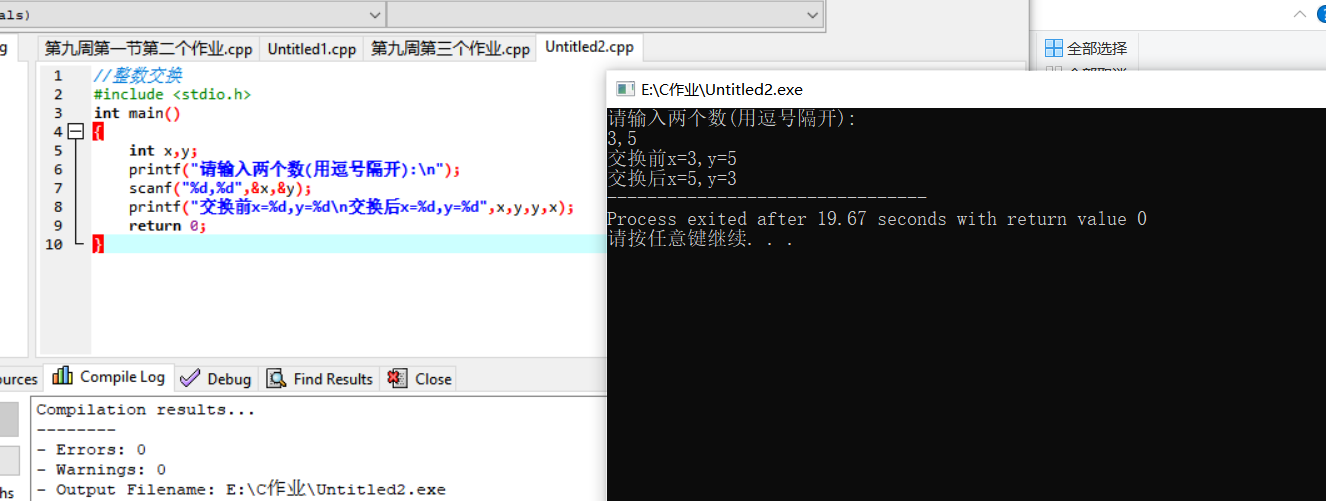 als)
全部选择
g 第九周第一节第二个作业.cpp Untitled1.cpp 第九周第三个作业.cpp Untitled2.cpp
1 //整数交换
2 #include <stdio.h>
3 int main()
4 {
5 int x,y;
6 printf("请输入两个数(用逗号隔开):\n");
7 scanf("%d,%d",&x,&y);
8 printf("交换前x=%d,y=%d\n交换后x=%d,y=%d",x,y,y,x);
9 return 0;
10 }
E:\C作业\Untitled2.exe
请输入两个数(用逗号隔开):
3,5
交换前x=3,y=5
交换后x=5,y=3
--------------------------------
Process exited after 19.67 seconds with return value 0
请按任意键继续. . .
ources Compile Log Debug Find Results Close
Compilation results...
--------
- Errors: 0
- Warnings: 0
- Output Filename: E:\C作业\Untitled2.exe
hs